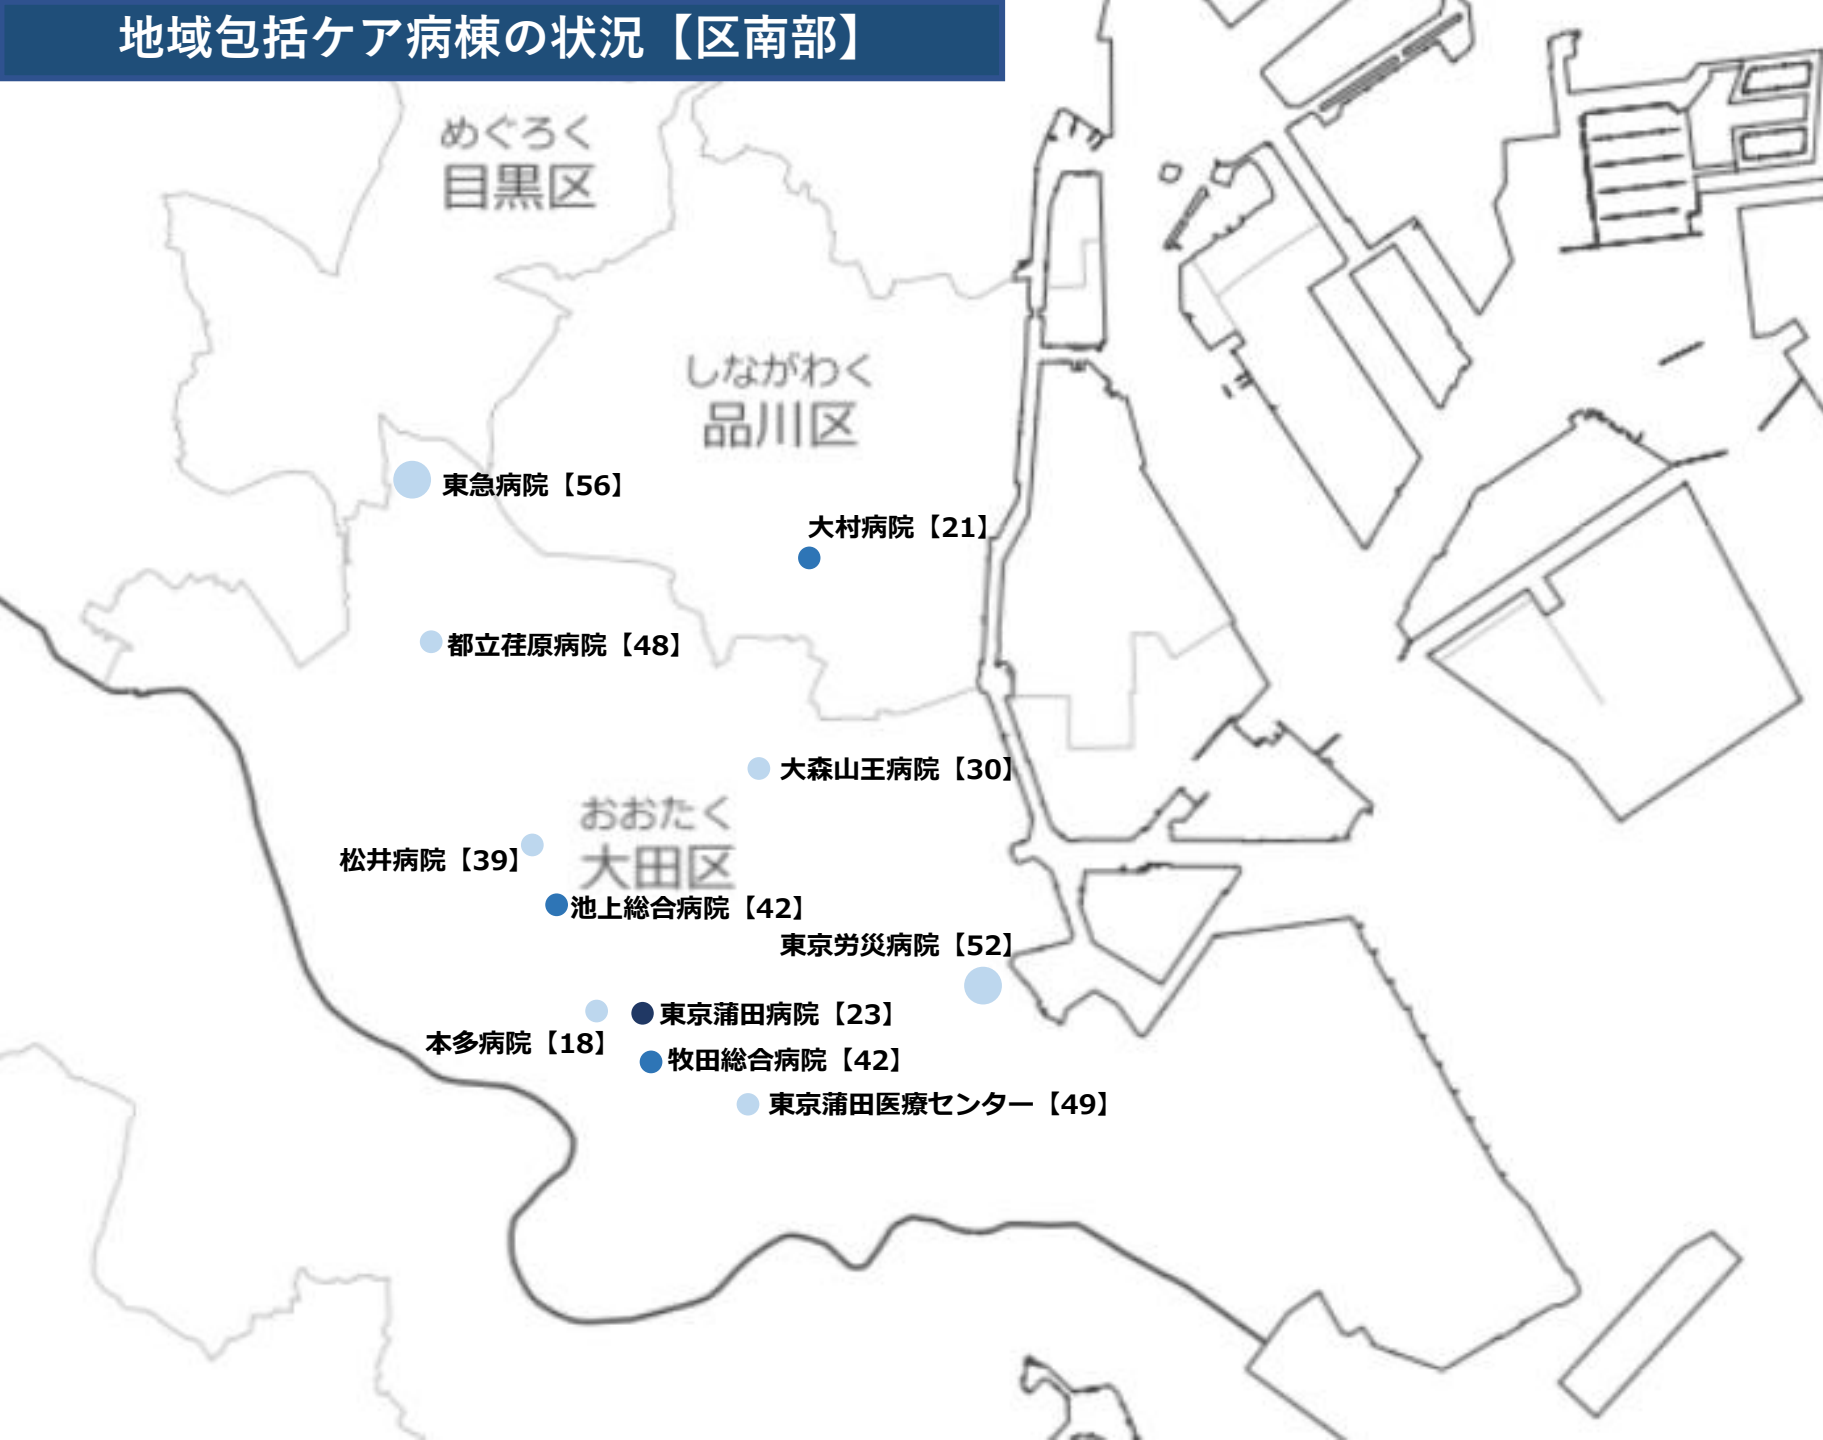 地域包括ケア病棟の状況【区南部】
めぐろく
目黒区
しながわく
品川区
東急病院【56】
大村病院【21】
都立荏原病院【48】
大森山王病院【30】
おおたく
大田区
松井病院【39】
池上総合病院【42】
東京労災病院【52】
東京蒲田病院【23】
本多病院【18】
牧田総合病院【42】
東京蒲田医療センター【49】